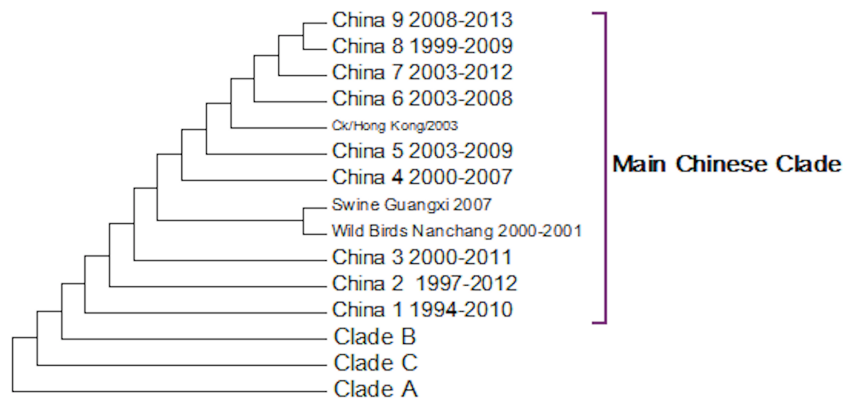 China 9 2008-2013
China 8 1999-2009
China 7 2003-2012
China 6 2003-2008
Ck/Hong Kong/2003
China 5 2003-2009
Main Chinese Clade
China 4 2000-2007
Swine Guangxi 2007
Wild Birds Nanchang 2000-2001
China 3 2000-2011
China 2 1997-2012
China 1 1994-2010
Clade B
Clade C
Clade A